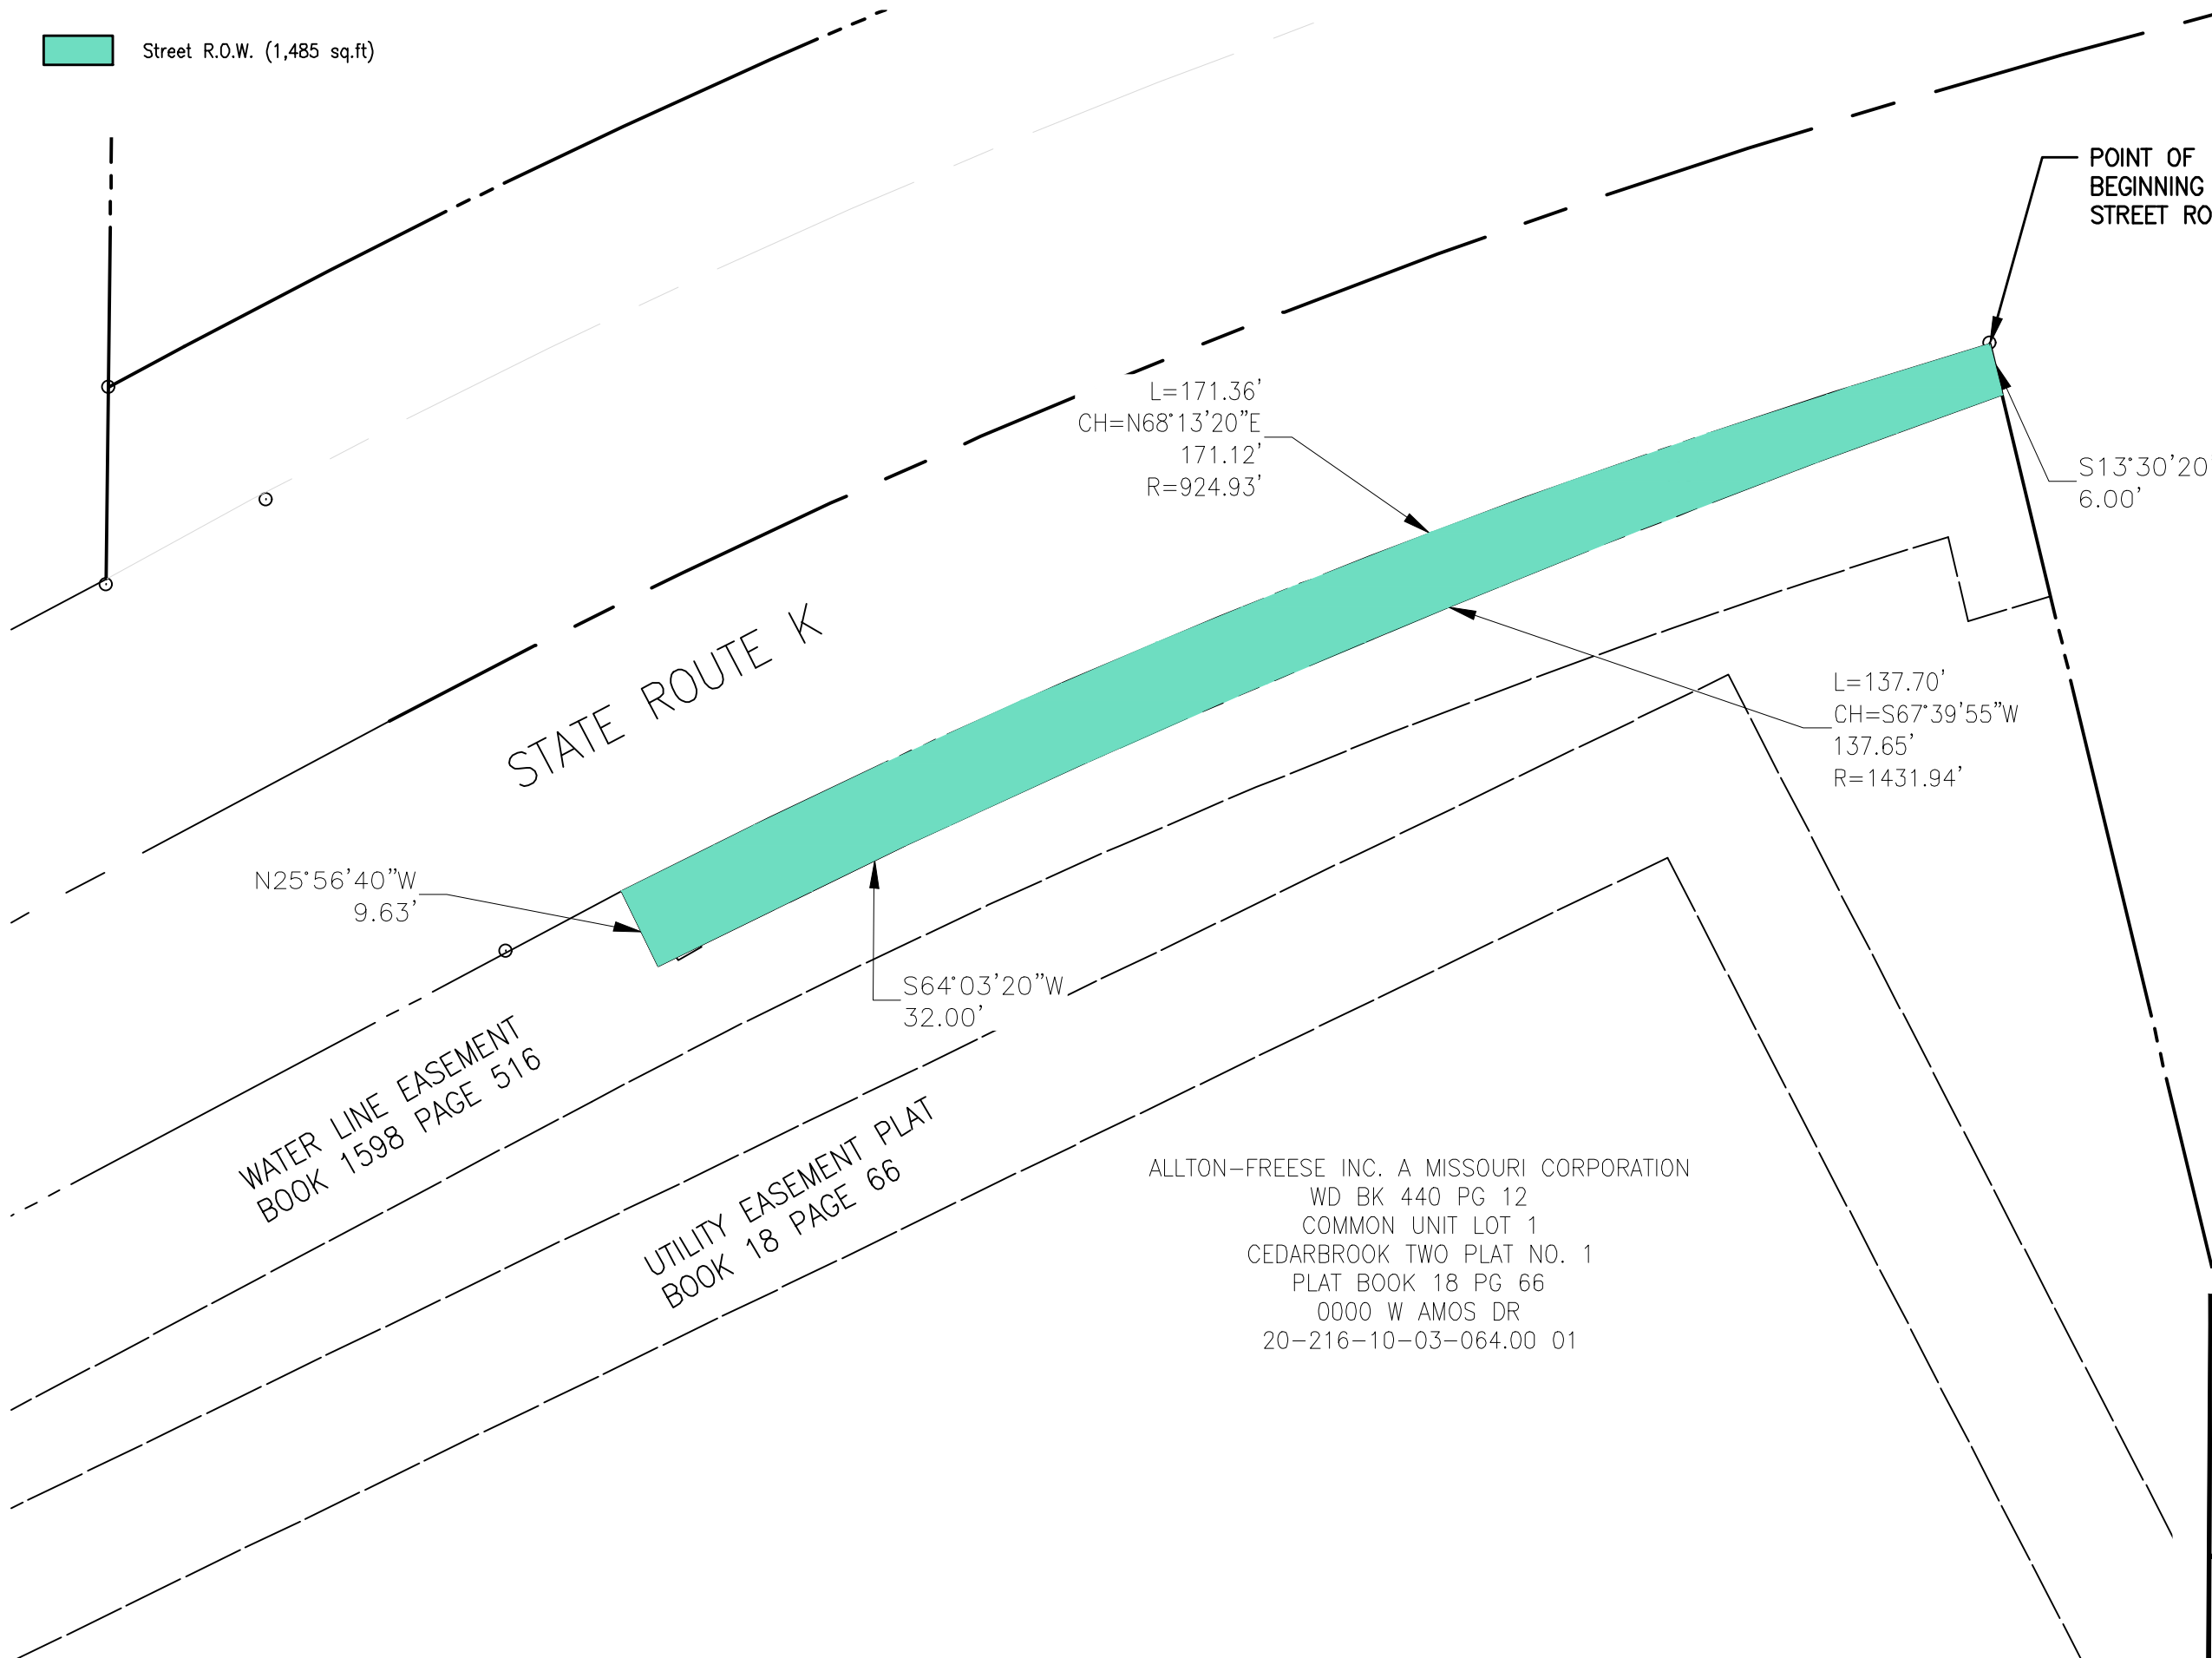 Street R.O.W. (1,485 sq.ft)
POINT OF
BEGINNING
STREET RO
L=171.36'
CH=N68°13'20"E
171.12'
R=924.93'
S13°30'20
6.00'
STATE ROUTE K
L=137.70'
CH=S67°39'55"W
137.65'
R=1431.94'
N25°56'40"W
9.63'
S64°03'20"W
32.00'
WATER LINE EASEMENT
BOOK 1598 PAGE 516
UTILITY EASEMENT PLAT
BOOK 18 PAGE 66
ALLTON-FREESE INC. A MISSOURI CORPORATION
WD BK 440 PG 12
COMMON UNIT LOT 1
CEDARBROOK TWO PLAT NO. 1
PLAT BOOK 18 PG 66
0000 W AMOS DR
20-216-10-03-064.00 01